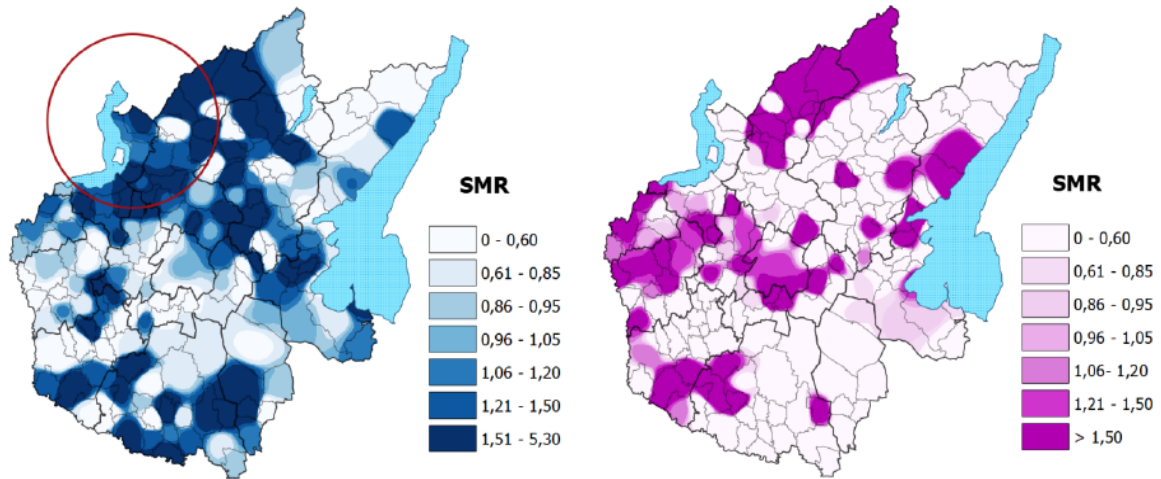 SMR
0 - 0,60
0,61 - 0,85
0,86 - 0,95
0,96 - 1,05
1,06 - 1,20
1,21 - 1,50
1,51 - 5,30
SMR
0 - 0,60
0,61 - 0,85
0,86 - 0,95
0,96 - 1,05
1,06- 1,20
1,21 - 1,50
> 1,50